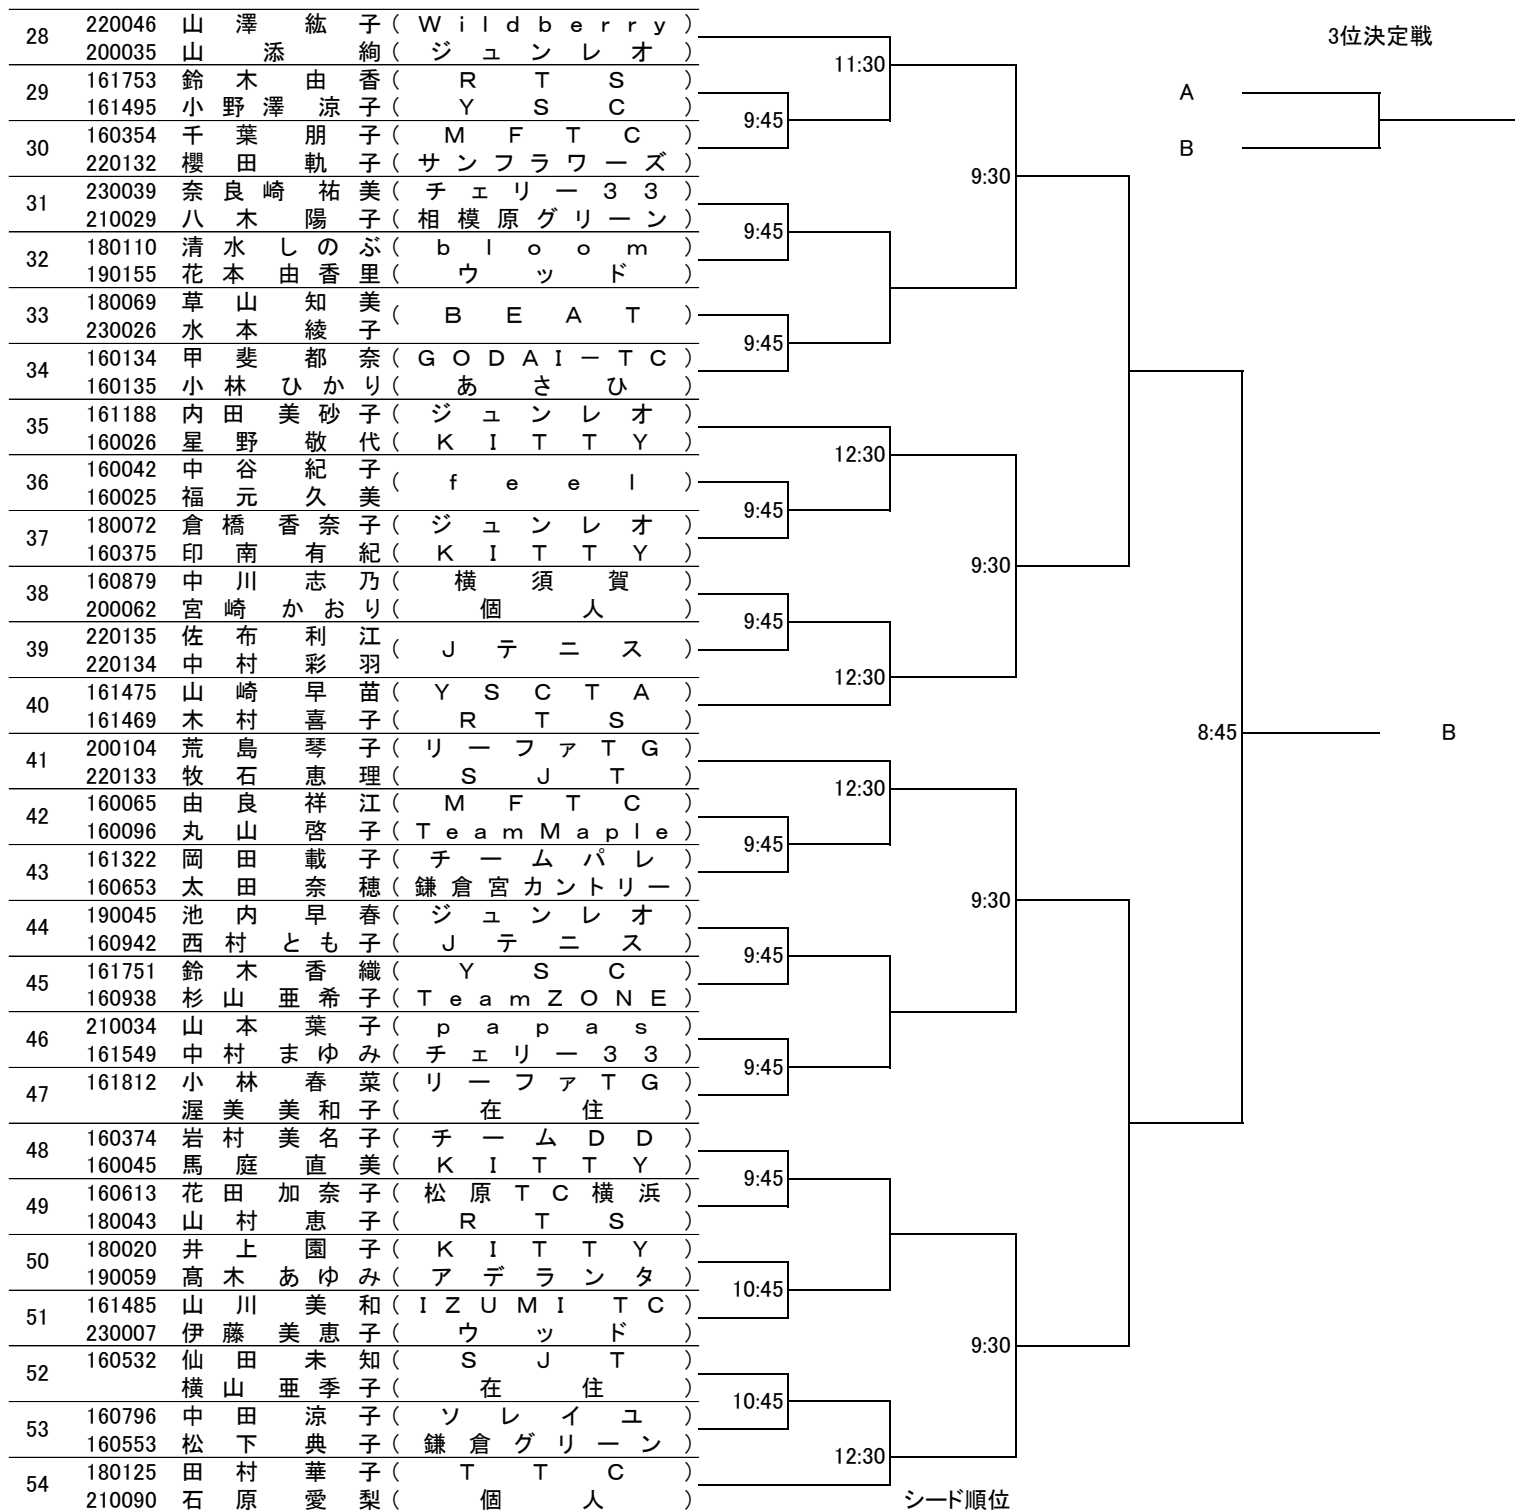 28 220046 山澤 紘子 ( Wildberry )
200035 山添 絢 ( ジュンレオ )
3位決定戦
11:30
29 161753 鈴木 由香 ( RTS )
161495 小野澤 涼子 ( YSC )
A
9:45
30 160354 千葉 朋子 ( MFTC )
220132 櫻田 軌子 ( サンフラワーズ )
B
9:30
31 230039 奈良崎 祐美 ( チェリー33 )
210029 八木 陽子 ( 相模原グリーン )
9:45
32 180110 清水 しのぶ ( bloom )
190155 花本 由香里 ( ウッド )
33 180069 草山 知美 ( BEAT )
230026 水本 綾子
9:45
34 160134 甲斐 都奈 ( GODAI-TC )
160135 小林 ひかり ( あさひ )
35 161188 内田 美砂子 ( ジュンレオ )
160026 星野 敬代 ( KITTY )
12:30
36 160042 中谷 紀子 ( feel )
160025 福元 久美
9:45
37 180072 倉橋 香奈子 ( ジュンレオ )
160375 印南 有紀 ( KITTY )
9:30
38 160879 中川 志乃 ( 横須賀 )
200062 宮崎 かおり ( 個人 )
9:45
39 220135 佐布 利江 ( Jテニス )
220134 中村 彩羽
12:30
40 161475 山崎 早苗 ( YSCTA )
161469 木村 喜子 ( RTS )
8:45 B
41 200104 荒島 琴子 ( リーファTG )
220133 牧石 恵理 ( SJT )
12:30
42 160065 由良 祥江 ( MFTC )
160096 丸山 啓子 ( TeamMaple )
9:45
43 161322 岡田 載子 ( チームパレ )
160653 太田 奈穂 ( 鎌倉宮カントリー )
9:30
44 190045 池内 早春 ( ジュンレオ )
160942 西村 とも子 ( Jテニス )
9:45
45 161751 鈴木 香織 ( YSC )
160938 杉山 亜希子 ( TeamZONE )
46 210034 山本 葉子 ( papas )
161549 中村 まゆみ ( チェリー33 )
9:45
47 161812 小林 春菜 ( リーファTG )
渥美 美和子 ( 在住 )
48 160374 岩村 美名子 ( チームDD )
160045 馬庭 直美 ( KITTY )
9:45
49 160613 花田 加奈子 ( 松原TC横浜 )
180043 山村 恵子 ( RTS )
50 180020 井上 園子 ( KITTY )
190059 髙木 あゆみ ( アデランタ )
10:45
51 161485 山川 美和 ( IZUMI TC )
230007 伊藤 美恵子 ( ウッド )
9:30
52 160532 仙田 未知 ( SJT )
横山 亜季子 ( 在住 )
10:45
53 160796 中田 涼子 ( ソレイユ )
160553 松下 典子 ( 鎌倉グリーン )
12:30
54 180125 田村 華子 ( TTC )
210090 石原 愛梨 ( 個人 )
シード順位